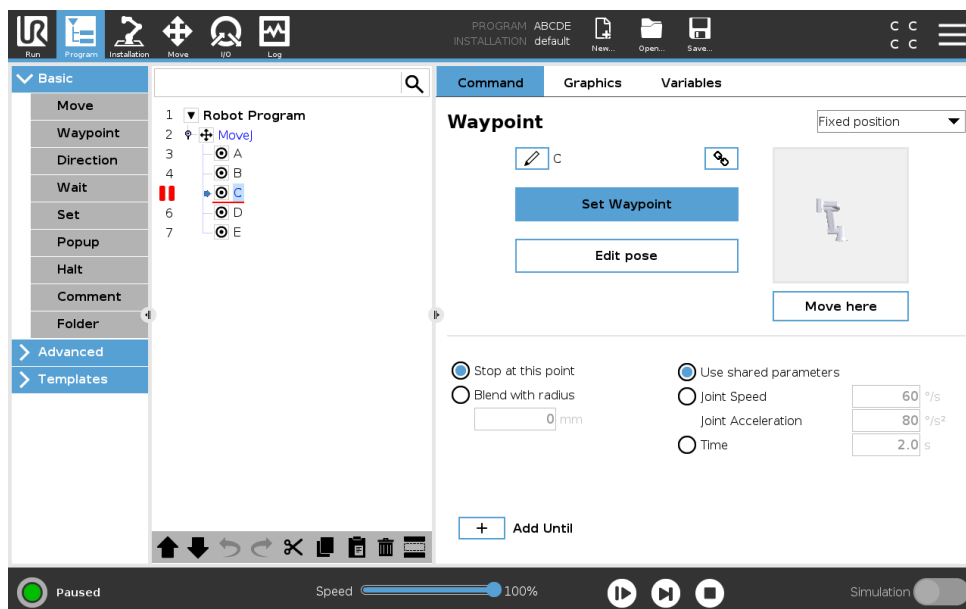 PROGRAM ABCDE
INSTALLATION default
C C
C C
UR
Run
Program
Installation
Move
I/O
Log
New...
Open...
Save...
Basic
Move
Waypoint
Direction
Wait
Set
Popup
Halt
Comment
Folder
Advanced
Templates
1 Robot Program
2 MoveJ
3 A
4 B
C
6 D
7 E
Command
Graphics
Variables
Waypoint
Fixed position
C
Set Waypoint
Edit pose
Move here
Stop at this point
Blend with radius
0 mm
Use shared parameters
Joint Speed 60 °/s
Joint Acceleration 80 °/s²
Time 2.0 s
+ Add Until
Paused
Speed 100%
Simulation